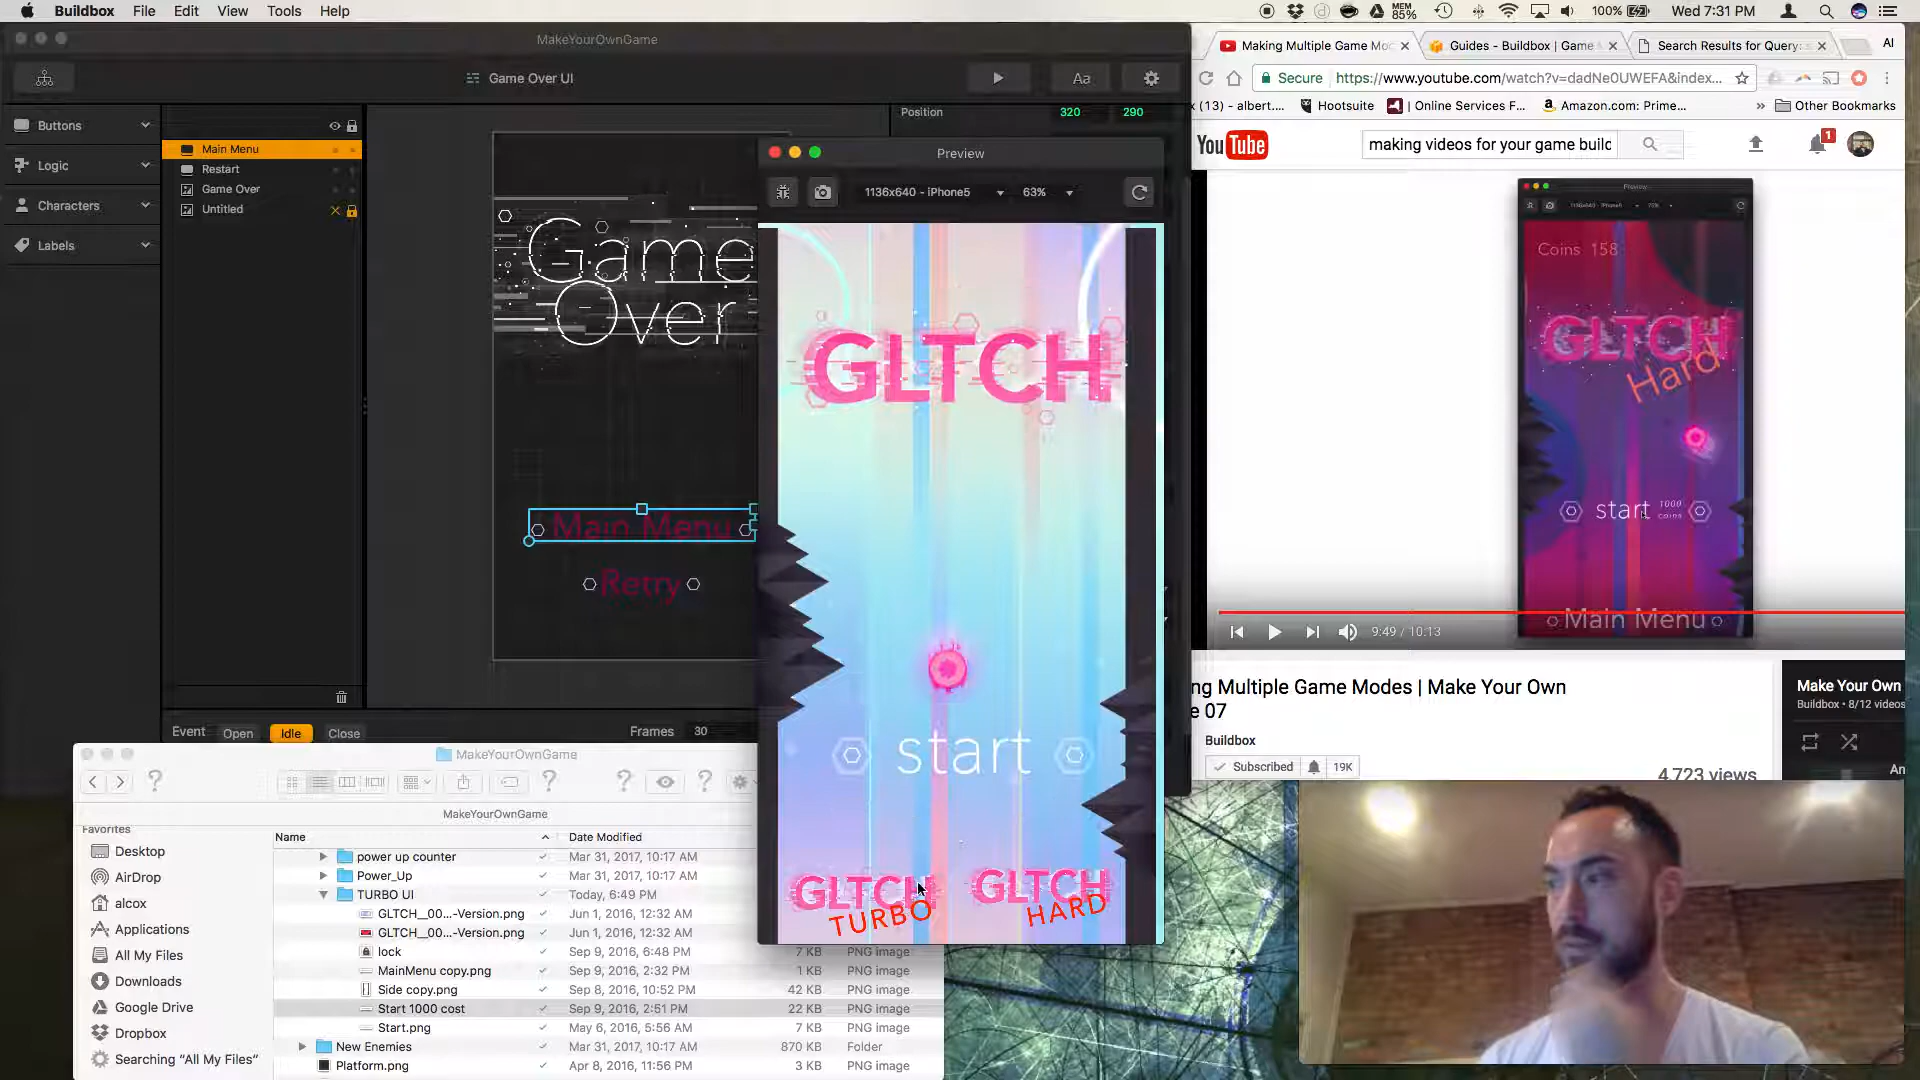 Buildbox File Edit View Tools Help
MEM 85% 100% Wed 7:31 PM
MakeYourOwnGame
Game Over UI
Aa
Buttons
Logic
Characters
Labels
Main Menu
Restart
Game Over
Untitled
Position 320 290
Game
Over
Main Menu
Retry
Event Open Idle Close Frames 30
Preview
1136x640 - iPhone5 63%
GLTCH
start
GLTCH
TURBO
GLTCH
HARD
MakeYourOwnGame
MakeYourOwnGame
Favorites
Desktop
AirDrop
alcox
Applications
All My Files
Downloads
Google Drive
Dropbox
Searching “All My Files”
Name Date Modified
power up counter Mar 31, 2017, 10:17 AM
Power_Up Mar 31, 2017, 10:17 AM
TURBO UI Today, 6:49 PM
GLTCH__00...-Version.png Jun 1, 2016, 12:32 AM
GLTCH__00...-Version.png Jun 1, 2016, 12:32 AM
lock Sep 9, 2016, 6:48 PM 7 KB PNG image
MainMenu copy.png Sep 9, 2016, 2:32 PM 1 KB PNG image
Side copy.png Sep 8, 2016, 10:52 PM 42 KB PNG image
Start 1000 cost Sep 9, 2016, 2:51 PM 22 KB PNG image
Start.png May 6, 2016, 5:56 AM 7 KB PNG image
New Enemies Mar 31, 2017, 10:17 AM 870 KB Folder
Platform.png Apr 8, 2016, 11:56 PM 3 KB PNG image
Making Multiple Game Mod Guides - Buildbox | Game M Search Results for Query: s Al
Secure https://www.youtube.com/watch?v=dadNe0UWEFA&index...
(13) - albert.... Hootsuite | Online Services F... Amazon.com: Prime... » Other Bookmarks
YouTube making videos for your game build 1
Preview
Coins 158
GLTCH
Hard
start 1000 coins
Main Menu
9:49 / 10:13
ng Multiple Game Modes | Make Your Own
e 07
Buildbox
Subscribed 19K
4,723 views
Make Your Own
Buildbox • 8/12 videos
An